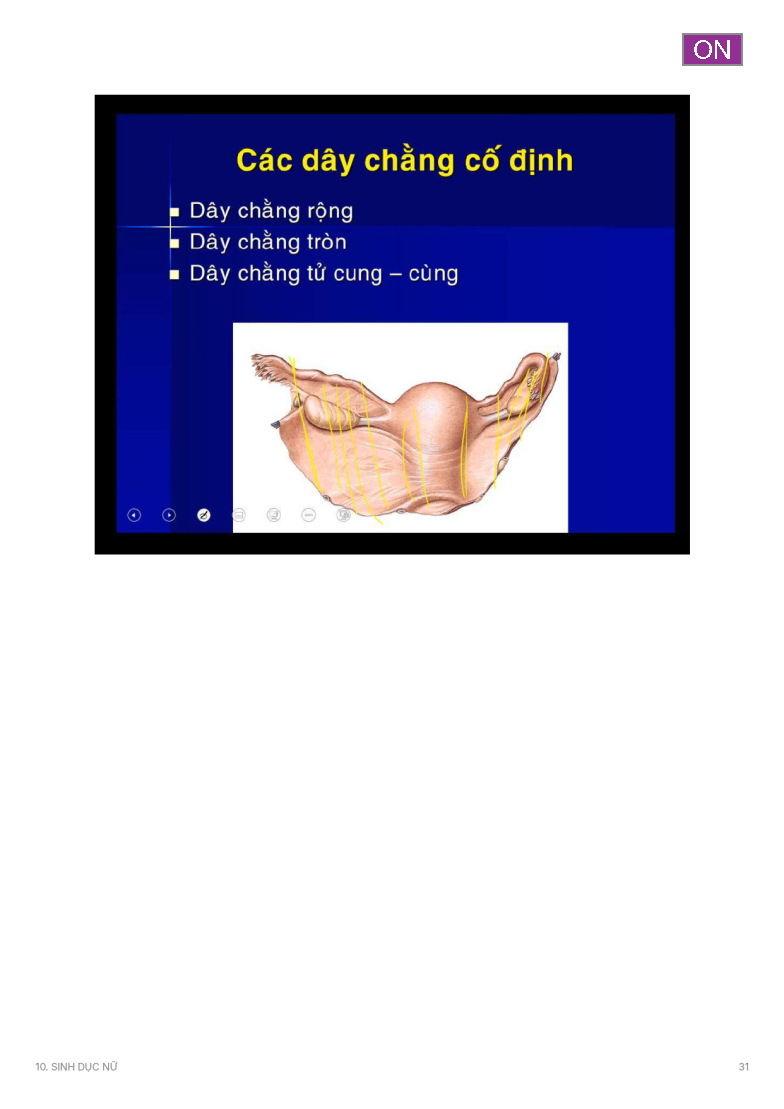 ON
Các dây chằng cố định
Dây chằng rộng
Dây chằng tròn
Dây chằng tử cung – cùng
10. SINH DỤC NỮ
31